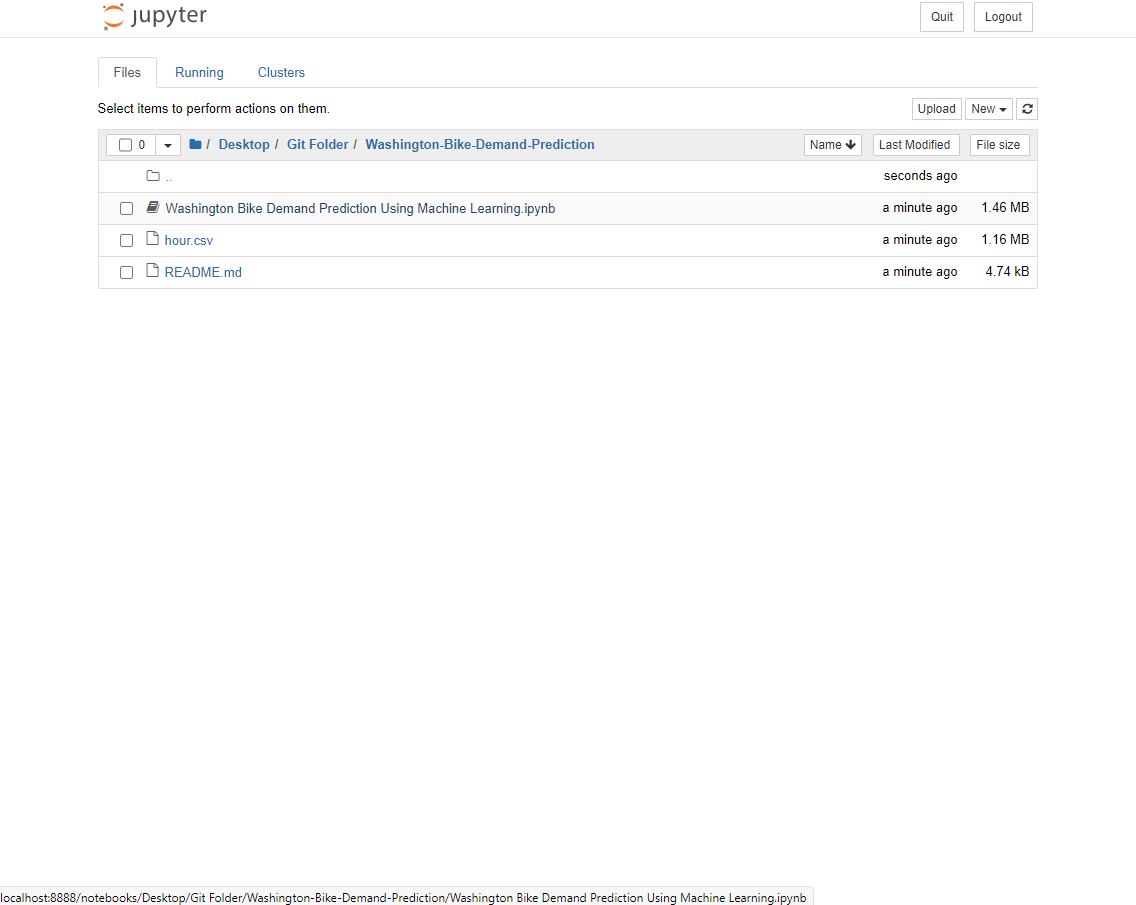 jupyter Quit Logout
Files Running Clusters
Select items to perform actions on them. Upload New
0 / Desktop / Git Folder / Washington-Bike-Demand-Prediction Name Last Modified File size
.. seconds ago
Washington Bike Demand Prediction Using Machine Learning.ipynb a minute ago 1.46 MB
hour.csv a minute ago 1.16 MB
README.md a minute ago 4.74 kB
localhost:8888/notebooks/Desktop/Git Folder/Washington-Bike-Demand-Prediction/Washington Bike Demand Prediction Using Machine Learning.ipynb